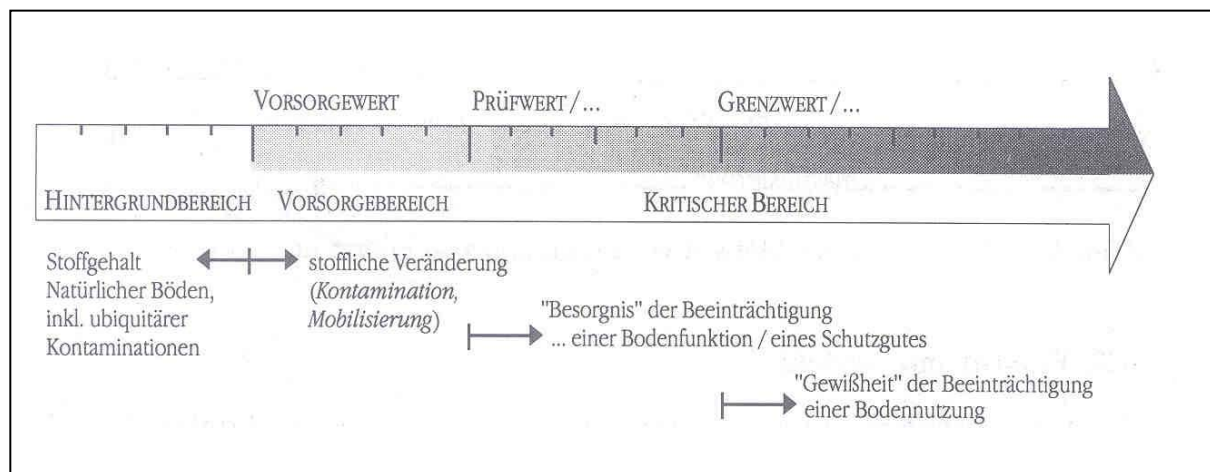 VORSORGEWERT PRÜFWERT /... GRENZWERT /...
HINTERGRUNDBEREICH VORSORGEBEREICH KRITISCHER BEREICH
Stoffgehalt
Natürlicher Böden,
inkl. ubiquitärer
Kontaminationen
stoffliche Veränderung
(Kontamination,
Mobilisierung)
"Besorgnis" der Beeinträchtigung
... einer Bodenfunktion / eines Schutzgutes
"Gewißheit" der Beeinträchtigung
einer Bodennutzung